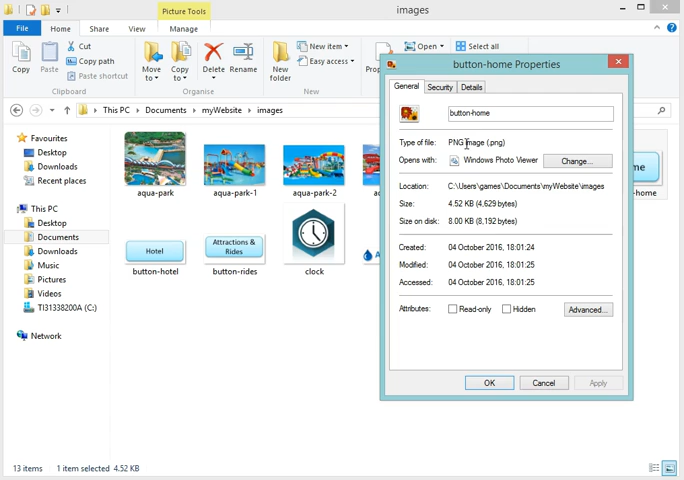 Picture Tools
images
File
Home
Share
View
Manage
Copy
Paste
Cut
Copy path
Paste shortcut
Clipboard
Move to
Copy to
Delete
Rename
Organise
New folder
New item
Easy access
New
Open
Select all
This PC
Documents
myWebsite
images
Favourites
Desktop
Downloads
Recent places
This PC
Desktop
Documents
Downloads
Music
Pictures
Videos
TI31338200A (C:)
Network
aqua-park
aqua-park-1
aqua-park-2
Hotel
button-hotel
Attractions &
Rides
button-rides
clock
button-home Properties
General
Security
Details
button-home
Type of file:
PNG image (.png)
Opens with:
Windows Photo Viewer
Change...
Location:
C:\Users\games\Documents\myWebsite\images
Size:
4.52 KB (4,629 bytes)
Size on disk:
8.00 KB (8,192 bytes)
Created:
04 October 2016, 18:01:24
Modified:
04 October 2016, 18:01:25
Accessed:
04 October 2016, 18:01:25
Attributes:
Read-only
Hidden
Advanced...
OK
Cancel
Apply
13 items
1 item selected 4.52 KB